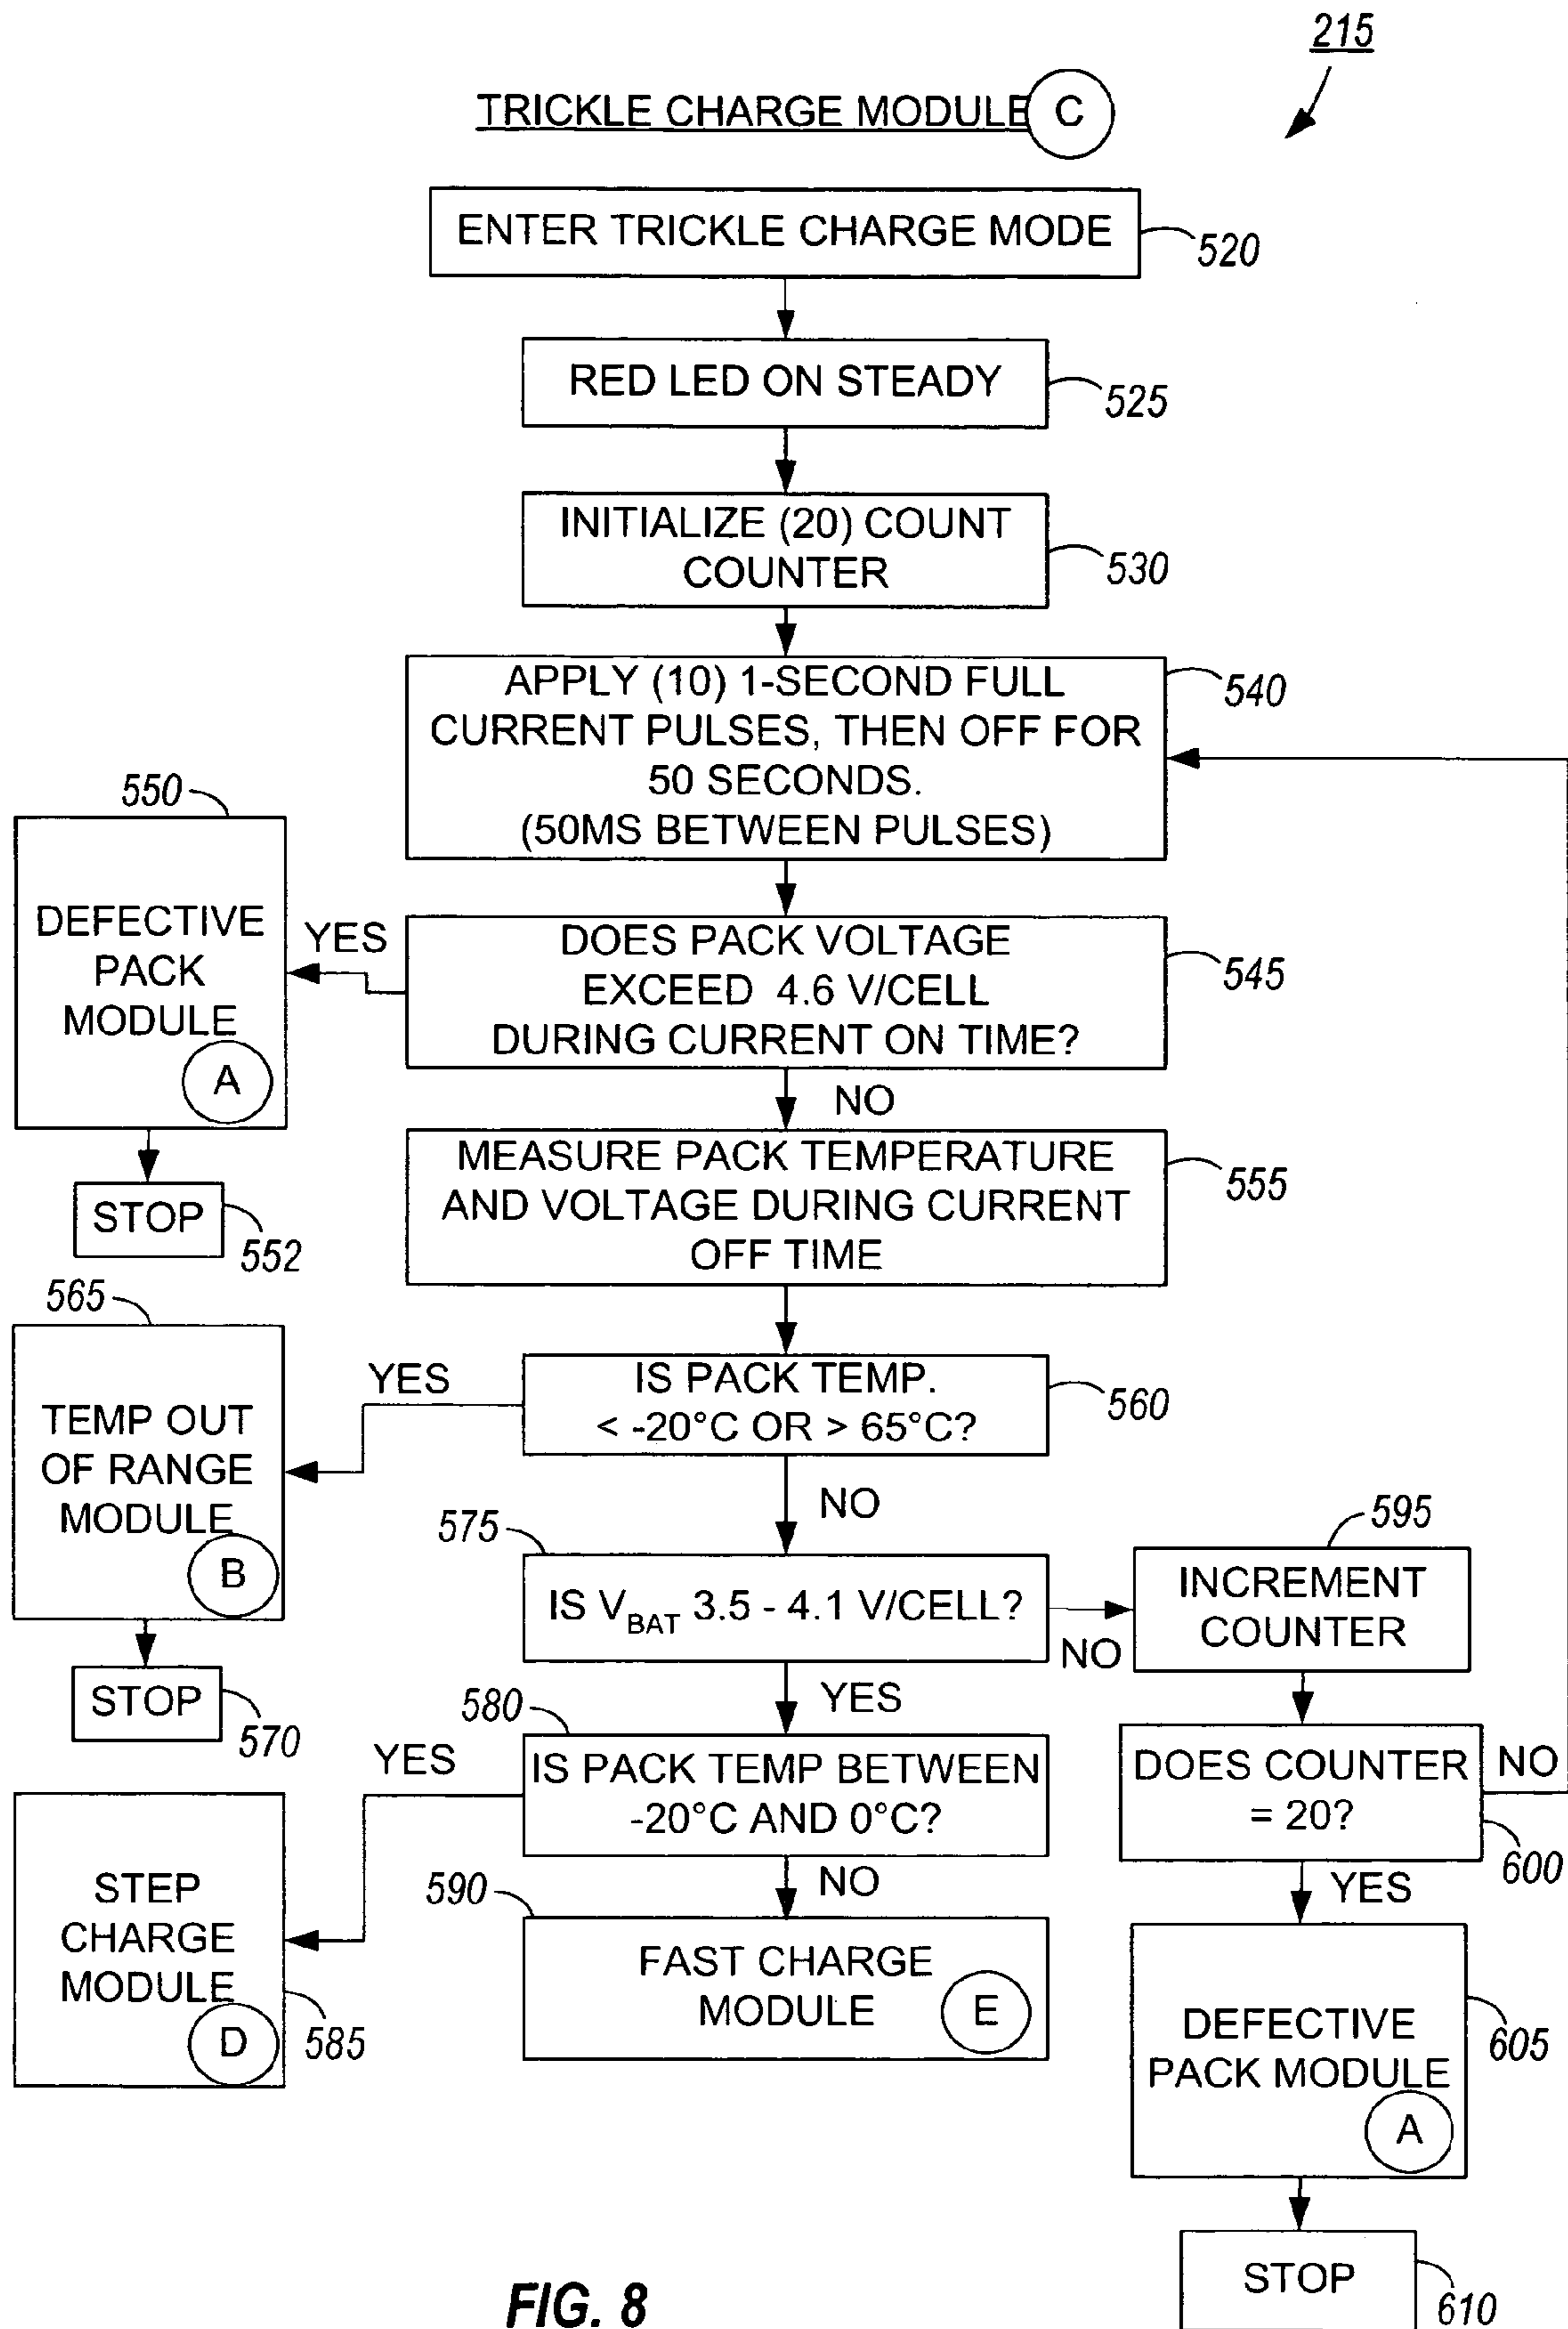 215
TRICKLE CHARGE MODULE C
ENTER TRICKLE CHARGE MODE
520
RED LED ON STEADY
525
INITIALIZE (20) COUNT
COUNTER
530
APPLY (10) 1-SECOND FULL
CURRENT PULSES, THEN OFF FOR
50 SECONDS.
(50MS BETWEEN PULSES)
540
DOES PACK VOLTAGE
EXCEED 4.6 V/CELL
DURING CURRENT ON TIME?
545
YES
550
DEFECTIVE
PACK
MODULE
A
STOP
552
NO
MEASURE PACK TEMPERATURE
AND VOLTAGE DURING CURRENT
OFF TIME
555
IS PACK TEMP.
< -20°C OR > 65°C?
560
YES
565
TEMP OUT
OF RANGE
MODULE
B
STOP
570
NO
575
IS VBAT 3.5 - 4.1 V/CELL?
NO
595
INCREMENT
COUNTER
YES
580
IS PACK TEMP BETWEEN
-20°C AND 0°C?
YES
STEP
CHARGE
MODULE
D
585
NO
590
FAST CHARGE
MODULE
E
DOES COUNTER
= 20?
NO
600
YES
DEFECTIVE
PACK MODULE
A
605
STOP
610
FIG. 8